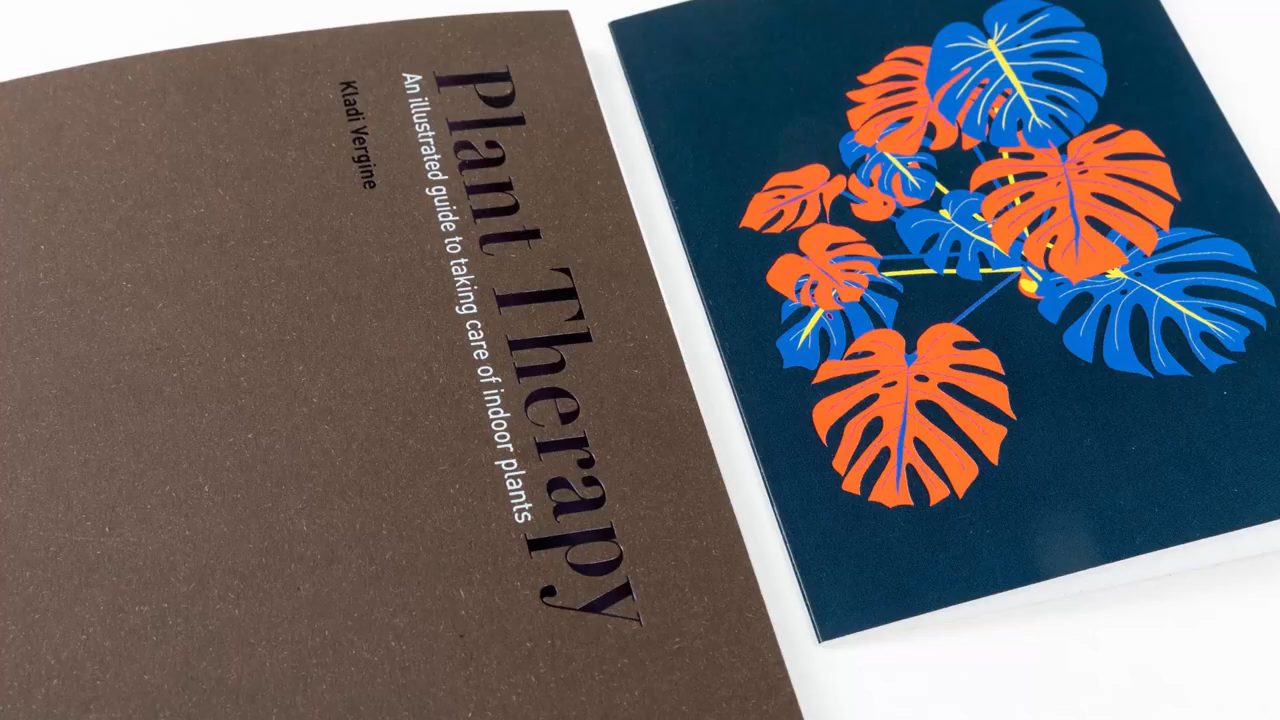 Plant Therapy
An illustrated guide to taking care of indoor plants
Kladi Vergine